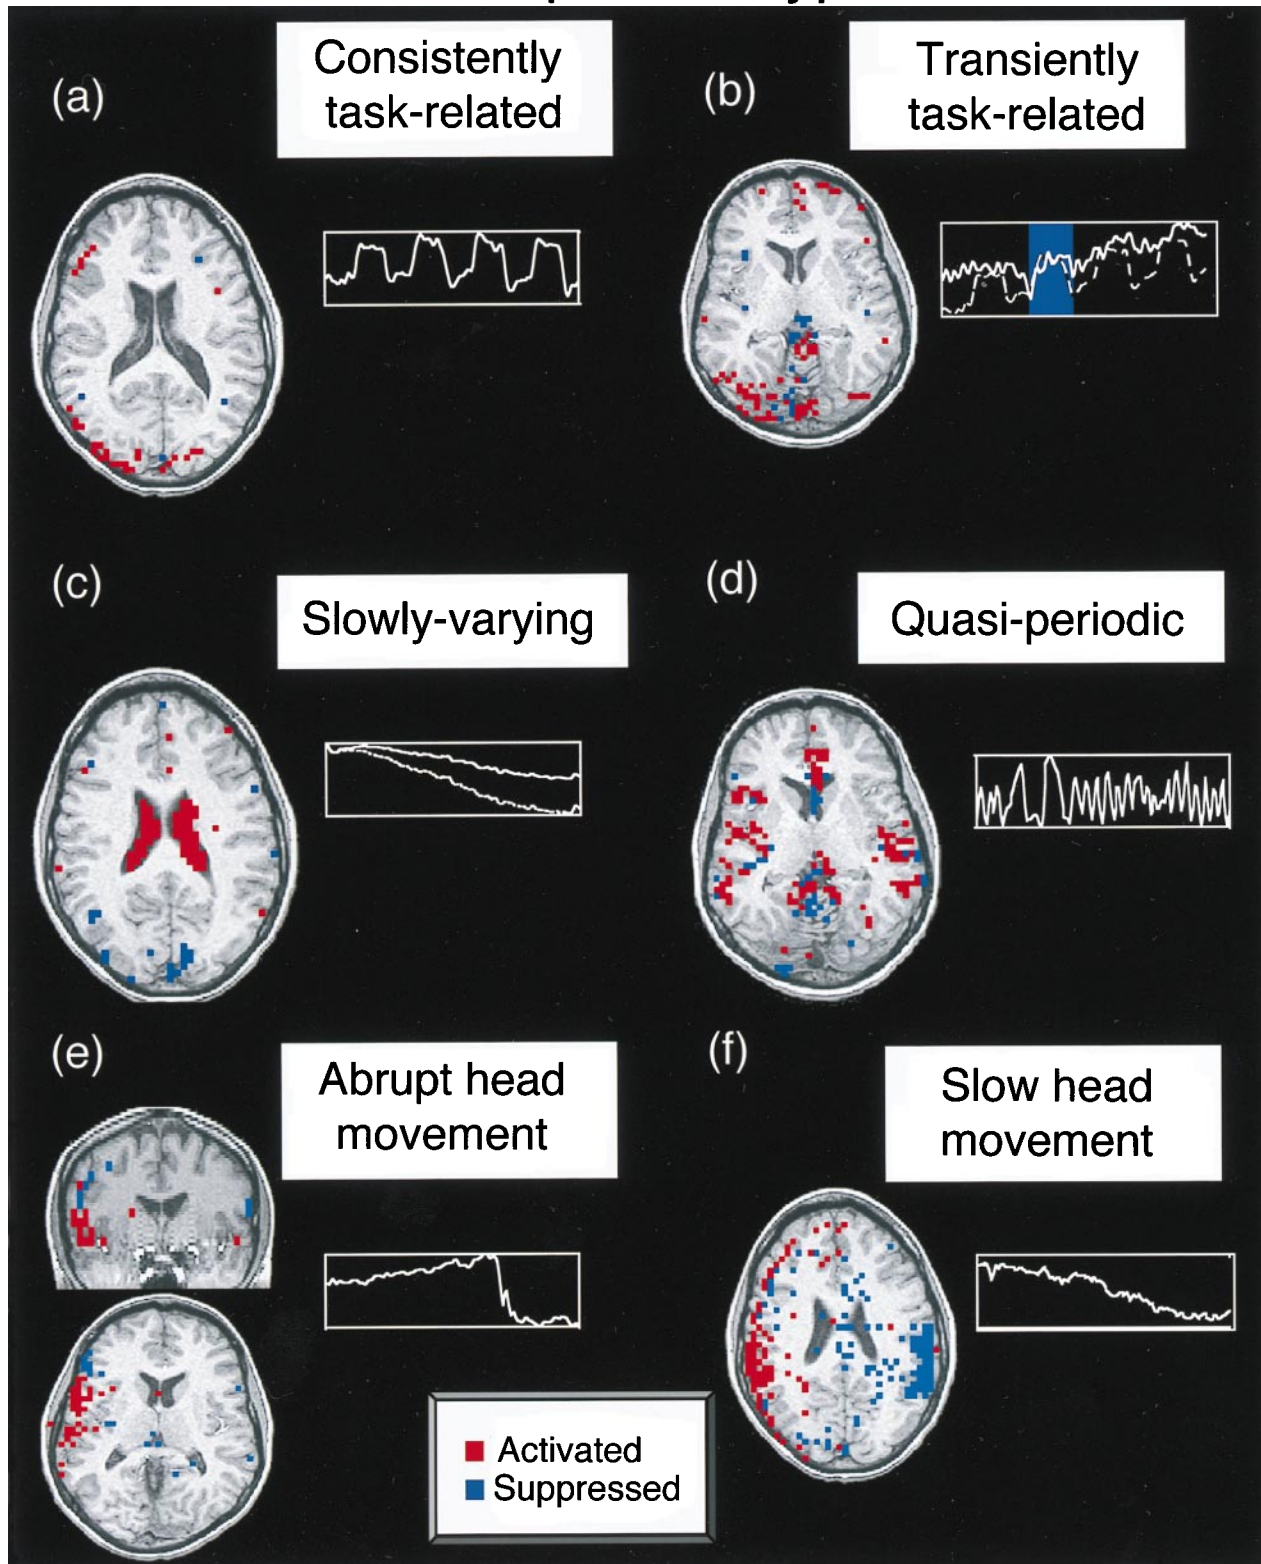 (a)
Consistently
task-related
(b)
Transiently
task-related
(c)
Slowly-varying
(d)
Quasi-periodic
(e)
Abrupt head
movement
(f)
Slow head
movement
Activated
Suppressed